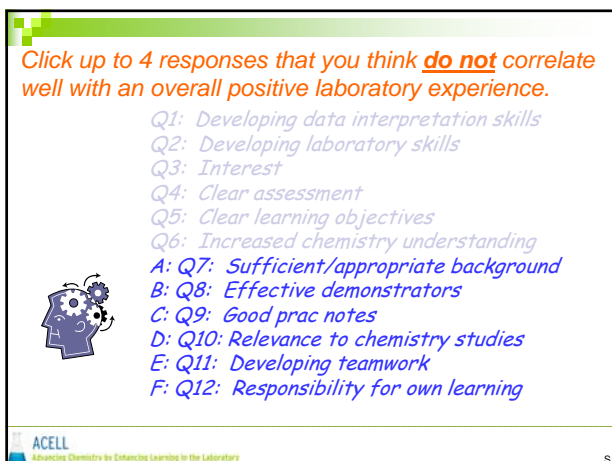 Click up to 4 responses that you think do not correlate
well with an overall positive laboratory experience.
Q1: Developing data interpretation skills
Q2: Developing laboratory skills
Q3: Interest
Q4: Clear assessment
Q5: Clear learning objectives
Q6: Increased chemistry understanding
A: Q7: Sufficient/appropriate background
B: Q8: Effective demonstrators
C: Q9: Good prac notes
D: Q10: Relevance to chemistry studies
E: Q11: Developing teamwork
F: Q12: Responsibility for own learning
ACELL
Advancing Chemistry by Enhancing Learning in the Laboratory
s